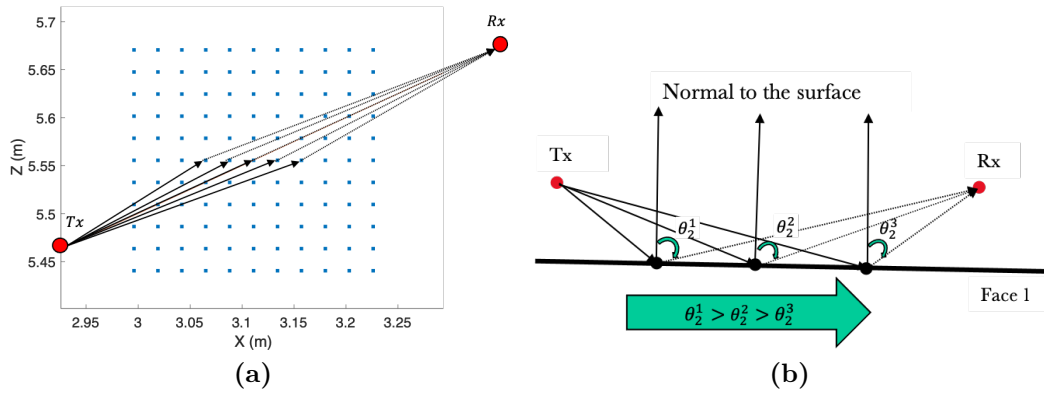 5.7
5.65
5.6
5.55
5.5
5.45
Z (m)
2.95 3 3.05 3.1 3.15 3.2 3.25
X (m)
Tx
Rx
(a)
Normal to the surface
Tx
Rx
θ₂¹ θ₂² θ₂³
Face 1
θ₂¹ > θ₂² > θ₂³
(b)